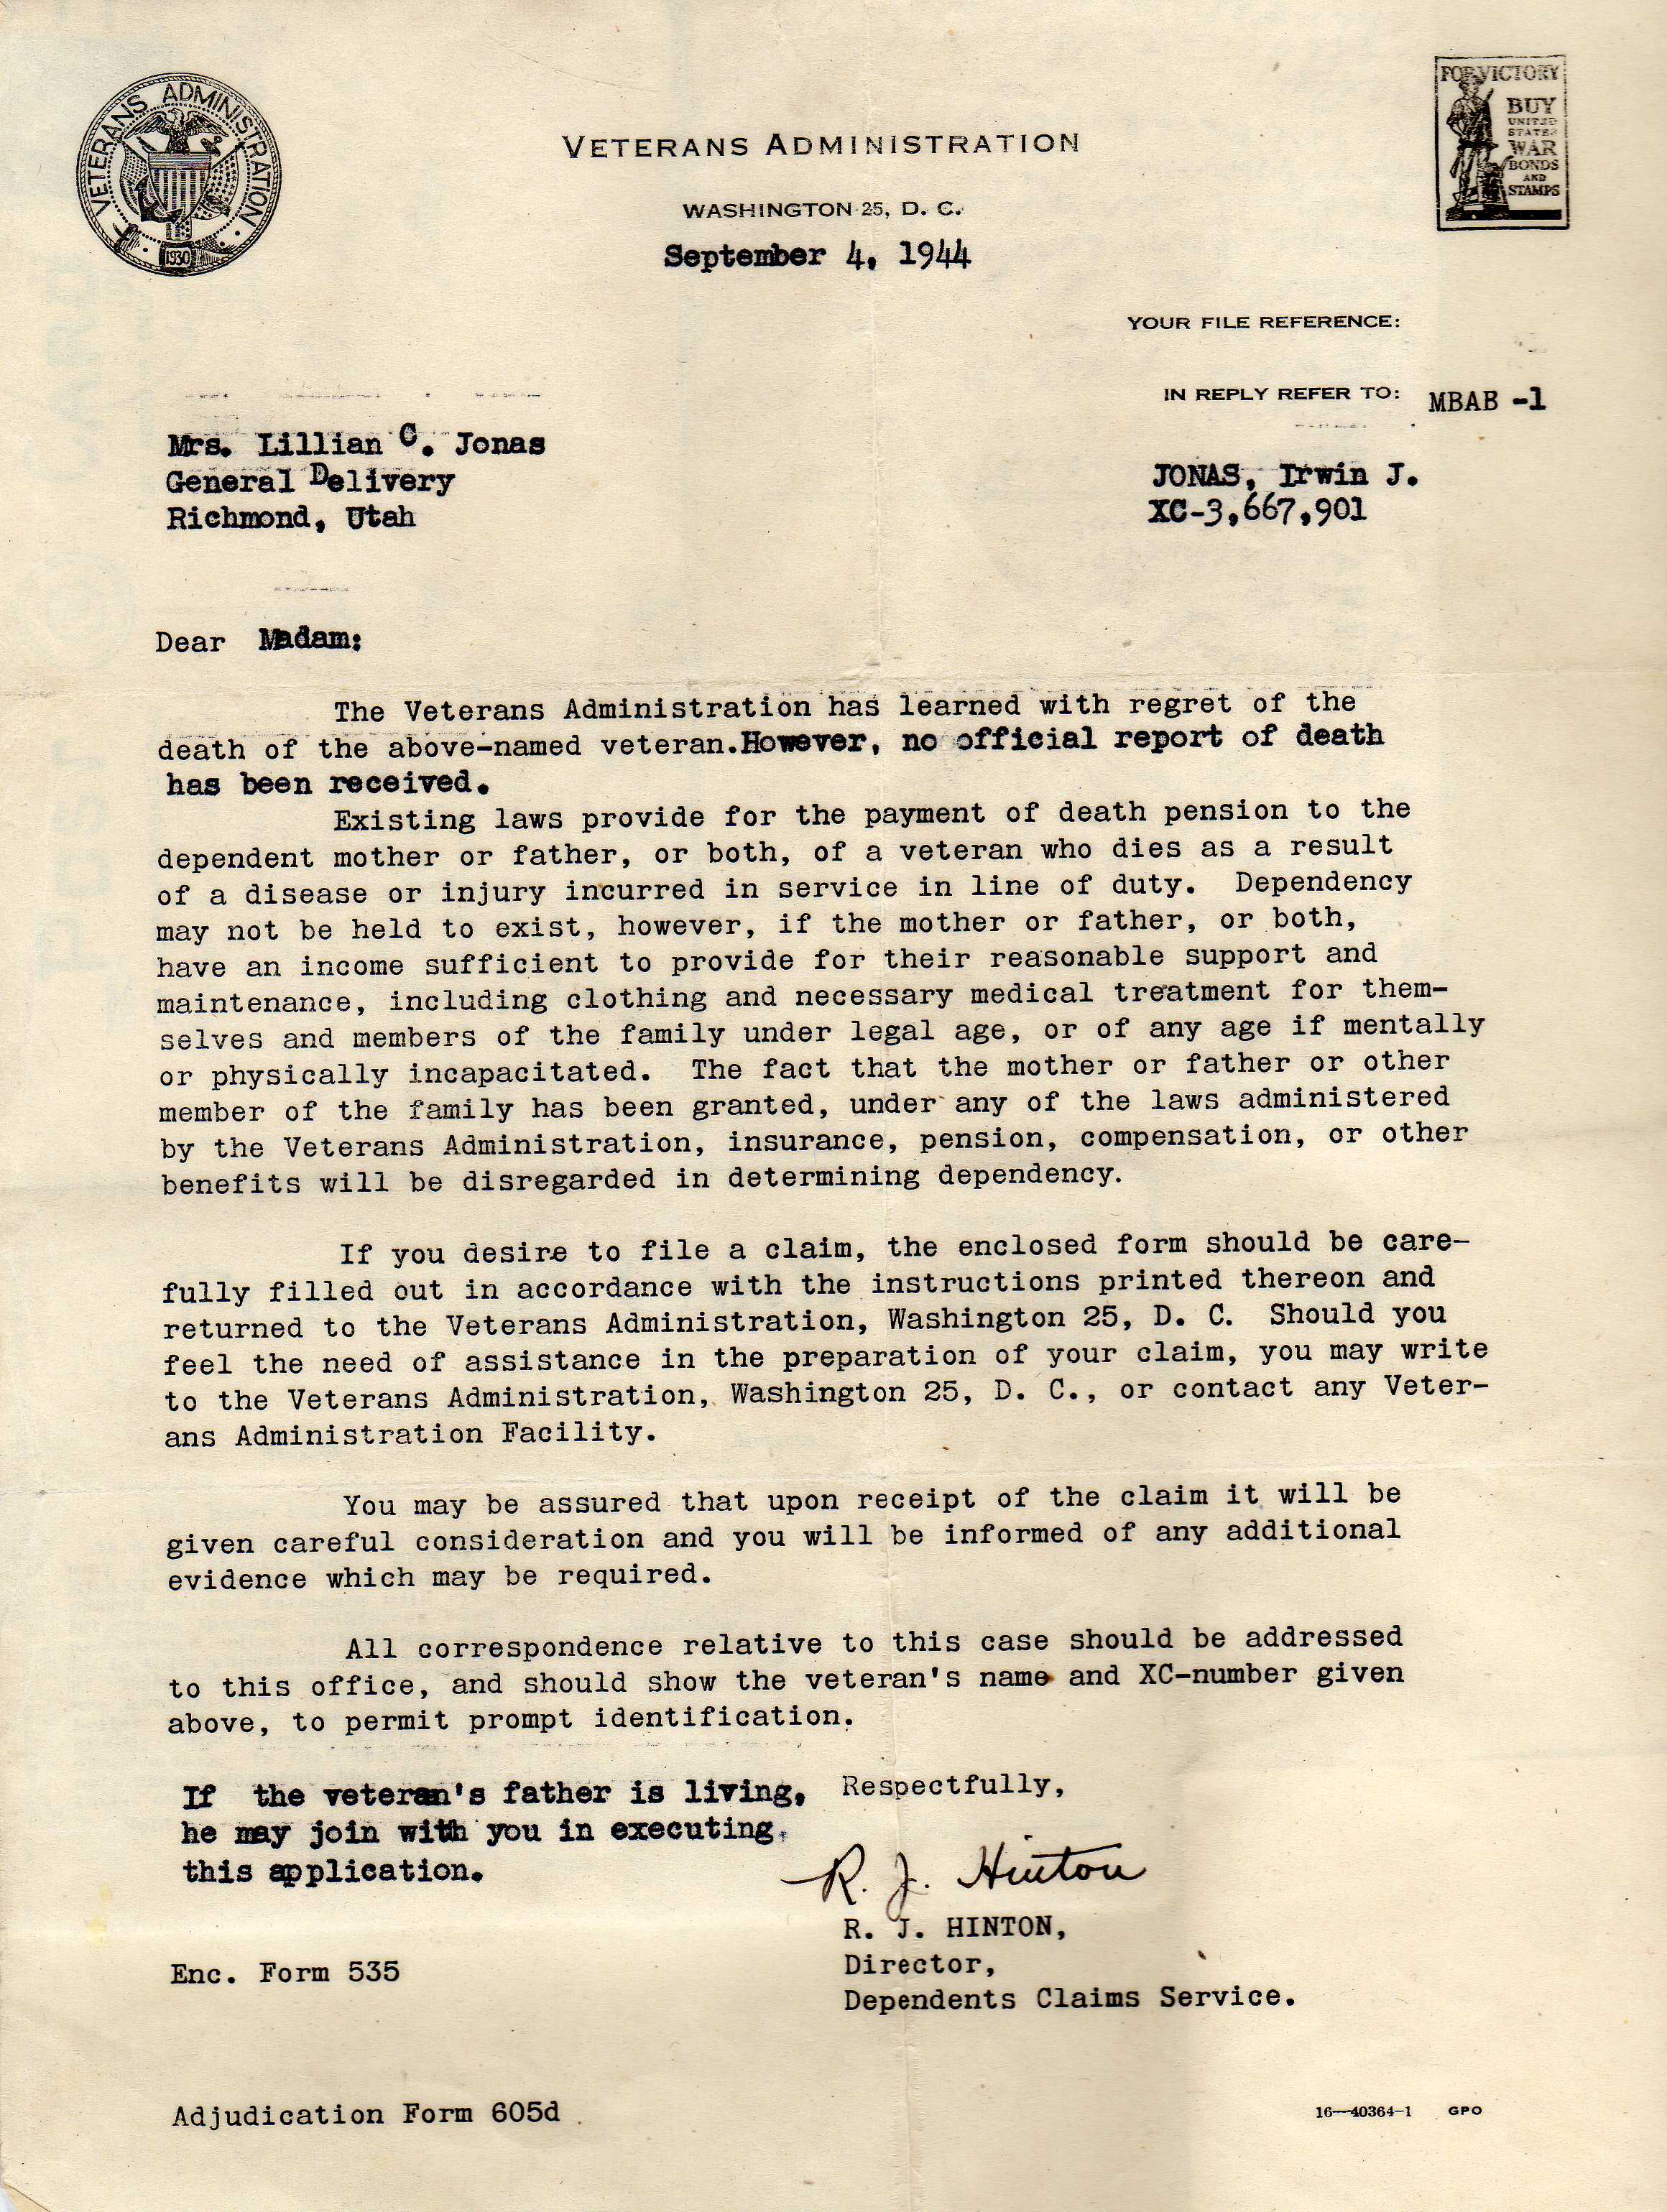 VETERANS ADMINISTRATION
1930
FOR VICTORY
BUY
UNITED
STATES
WAR
BONDS
AND
STAMPS
VETERANS ADMINISTRATION
WASHINGTON 25, D. C.
September 4, 1944
YOUR FILE REFERENCE:
IN REPLY REFER TO: MBAB -1
Mrs. Lillian C. Jonas
General Delivery
Richmond, Utah
JONAS, Irwin J.
XC-3,667,901
Dear Madam:
The Veterans Administration has learned with regret of the
death of the above-named veteran.However, no official report of death
has been received.
Existing laws provide for the payment of death pension to the
dependent mother or father, or both, of a veteran who dies as a result
of a disease or injury incurred in service in line of duty. Dependency
may not be held to exist, however, if the mother or father, or both,
have an income sufficient to provide for their reasonable support and
maintenance, including clothing and necessary medical treatment for them-
selves and members of the family under legal age, or of any age if mentally
or physically incapacitated. The fact that the mother or father or other
member of the family has been granted, under any of the laws administered
by the Veterans Administration, insurance, pension, compensation, or other
benefits will be disregarded in determining dependency.
If you desire to file a claim, the enclosed form should be care-
fully filled out in accordance with the instructions printed thereon and
returned to the Veterans Administration, Washington 25, D. C. Should you
feel the need of assistance in the preparation of your claim, you may write
to the Veterans Administration, Washington 25, D. C., or contact any Veter-
ans Administration Facility.
You may be assured that upon receipt of the claim it will be
given careful consideration and you will be informed of any additional
evidence which may be required.
All correspondence relative to this case should be addressed
to this office, and should show the veteran's name and XC-number given
above, to permit prompt identification.
If the veteran's father is living,
he may join with you in executing
this application.
Respectfully,
R. J. Hinton
R. J. HINTON,
Director,
Dependents Claims Service.
Enc. Form 535
Adjudication Form 605d
16—40364-1 GPO